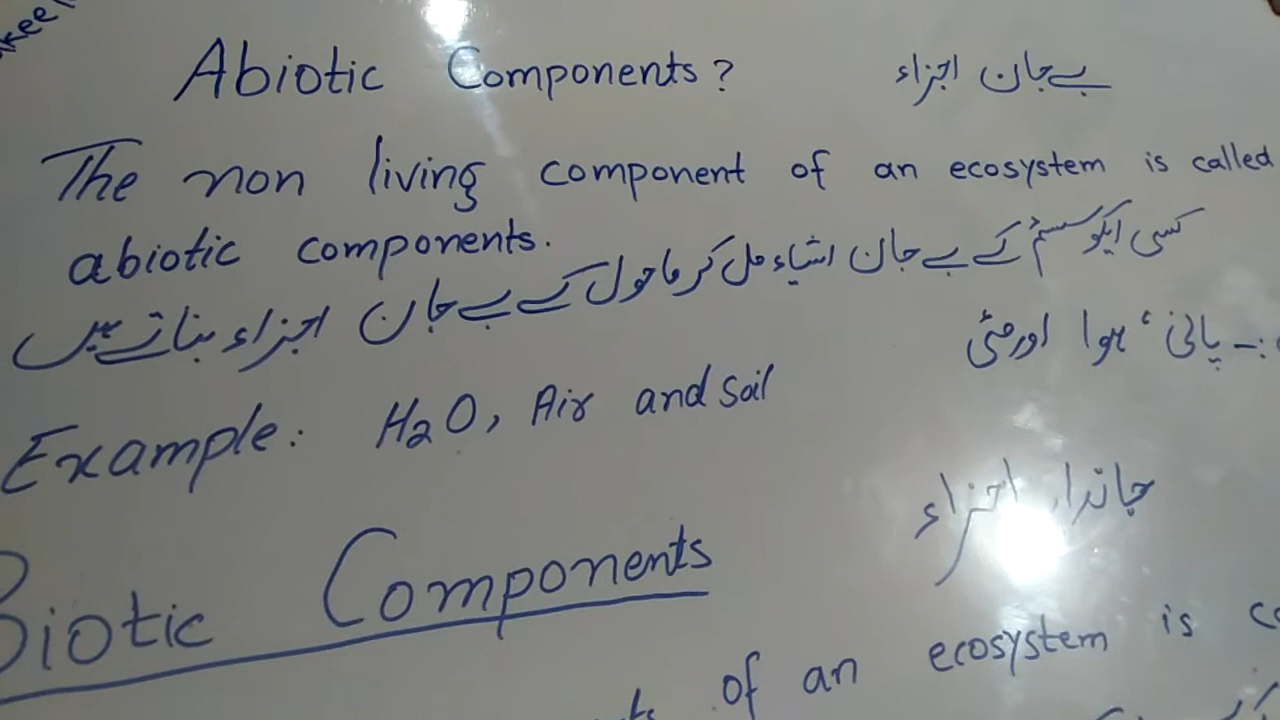 Abiotic Components? بےجان اجزاء
The non living component of an ecosystem is called
abiotic components.
کسی ایکوسسٹم کے بے جان اشیاء مل کر ماحول کے بے جان اجزاء بناتے ہیں
:۔ پانی، ہوا اور مٹی
Example: H2O, Air and soil
جاندار اجزاء
Biotic Components
of an ecosystem is